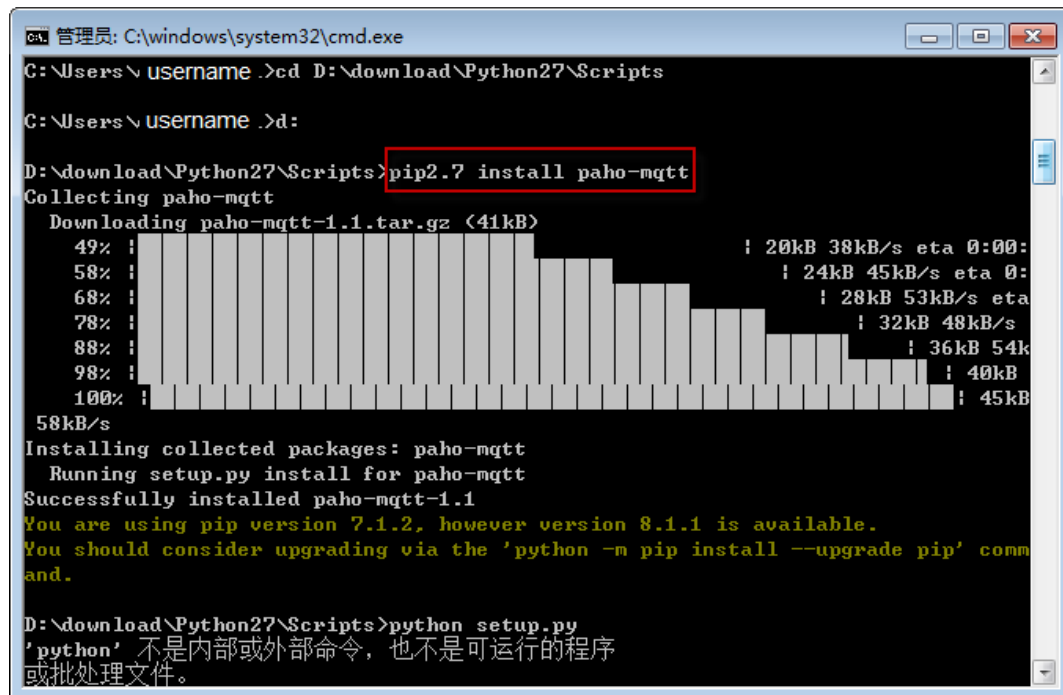 管理员: C:\windows\system32\cmd.exe
C:\Users\username .>cd D:\download\Python27\Scripts
C:\Users\username .>d:
D:\download\Python27\Scripts>pip2.7 install paho-mqtt
Collecting paho-mqtt
Downloading paho-mqtt-1.1.tar.gz (41kB)
49% | | 20kB 38kB/s eta 0:00:
58% | | 24kB 45kB/s eta 0:
68% | | 28kB 53kB/s eta
78% | | 32kB 48kB/s
88% | | 36kB 54k
98% | | 40kB
100% | | 45kB
58kB/s
Installing collected packages: paho-mqtt
Running setup.py install for paho-mqtt
Successfully installed paho-mqtt-1.1
You are using pip version 7.1.2, however version 8.1.1 is available.
You should consider upgrading via the 'python -m pip install --upgrade pip' comm
and.
D:\download\Python27\Scripts>python setup.py
'python' 不是内部或外部命令，也不是可运行的程序
或批处理文件。